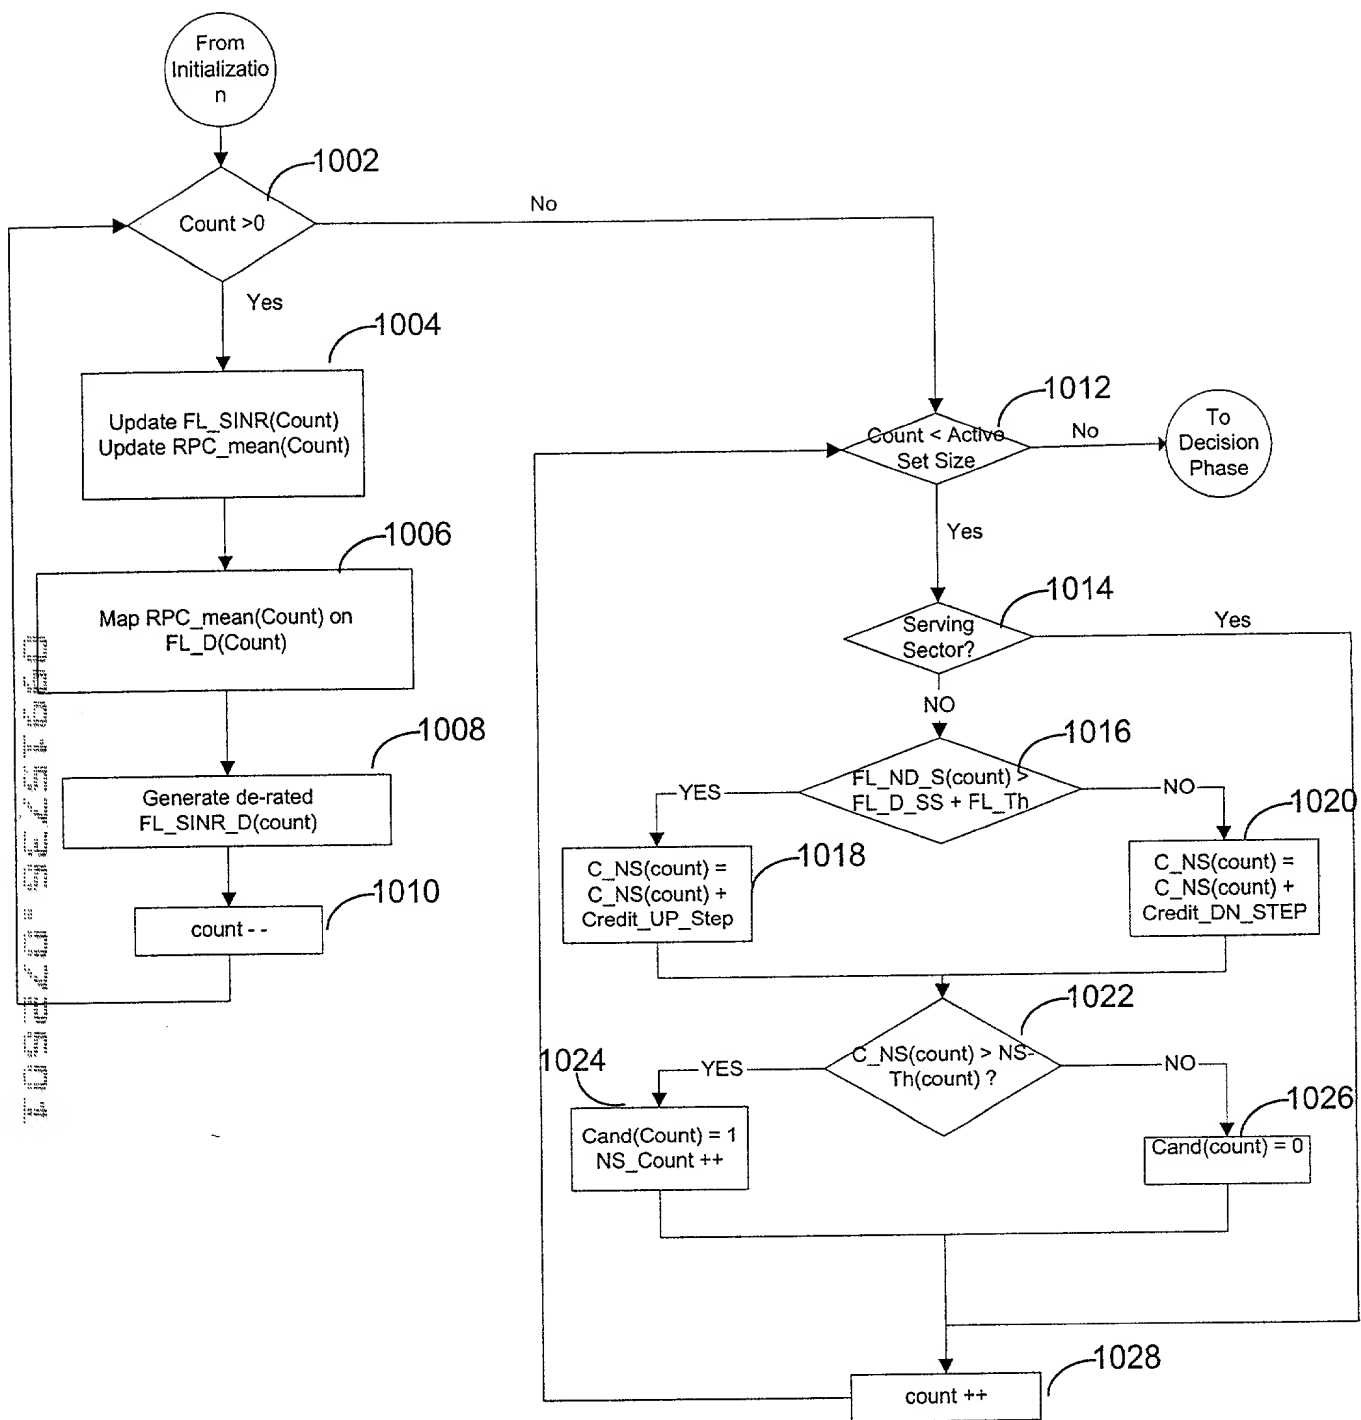 From
Initializatio
n
1002
Count >0
No
Yes
1004
Update FL_SINR(Count)
Update RPC_mean(Count)
1006
Map RPC_mean(Count) on
FL_D(Count)
1008
Generate de-rated
FL_SINR_D(count)
1010
count - -
09915735.072501
1012
Count < Active
Set Size
No
To
Decision
Phase
Yes
1014
Serving
Sector?
Yes
NO
1016
FL_ND_S(count) >
FL_D_SS + FL_Th
YES
NO
1018
C_NS(count) =
C_NS(count) +
Credit_UP_Step
1020
C_NS(count) =
C_NS(count) +
Credit_DN_STEP
1022
C_NS(count) > NS-
Th(count) ?
YES
NO
1024
Cand(Count) = 1
NS_Count ++
1026
Cand(count) = 0
1028
count ++